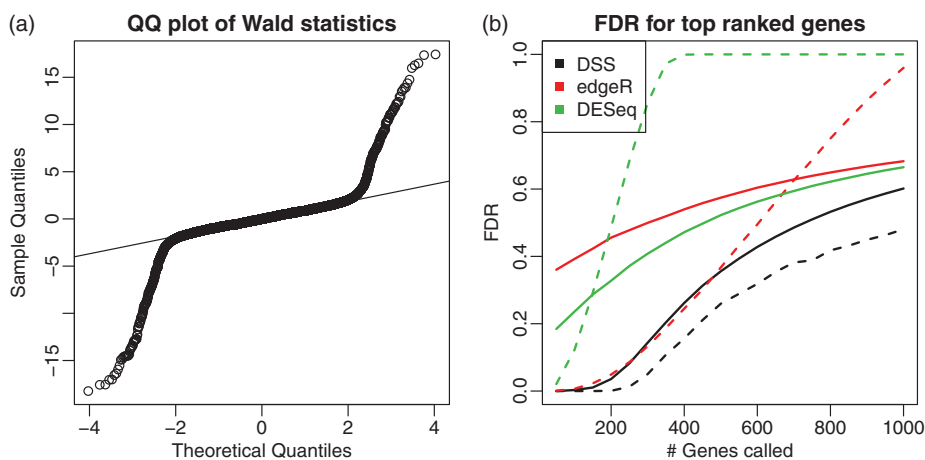 (a)
QQ plot of Wald statistics
Sample Quantiles
15
10
5
0
−5
−15
−4
−2
0
2
4
Theoretical Quantiles
(b)
FDR for top ranked genes
DSS
edgeR
DESeq
FDR
1.0
0.8
0.6
0.4
0.2
0.0
200
400
600
800
1000
# Genes called